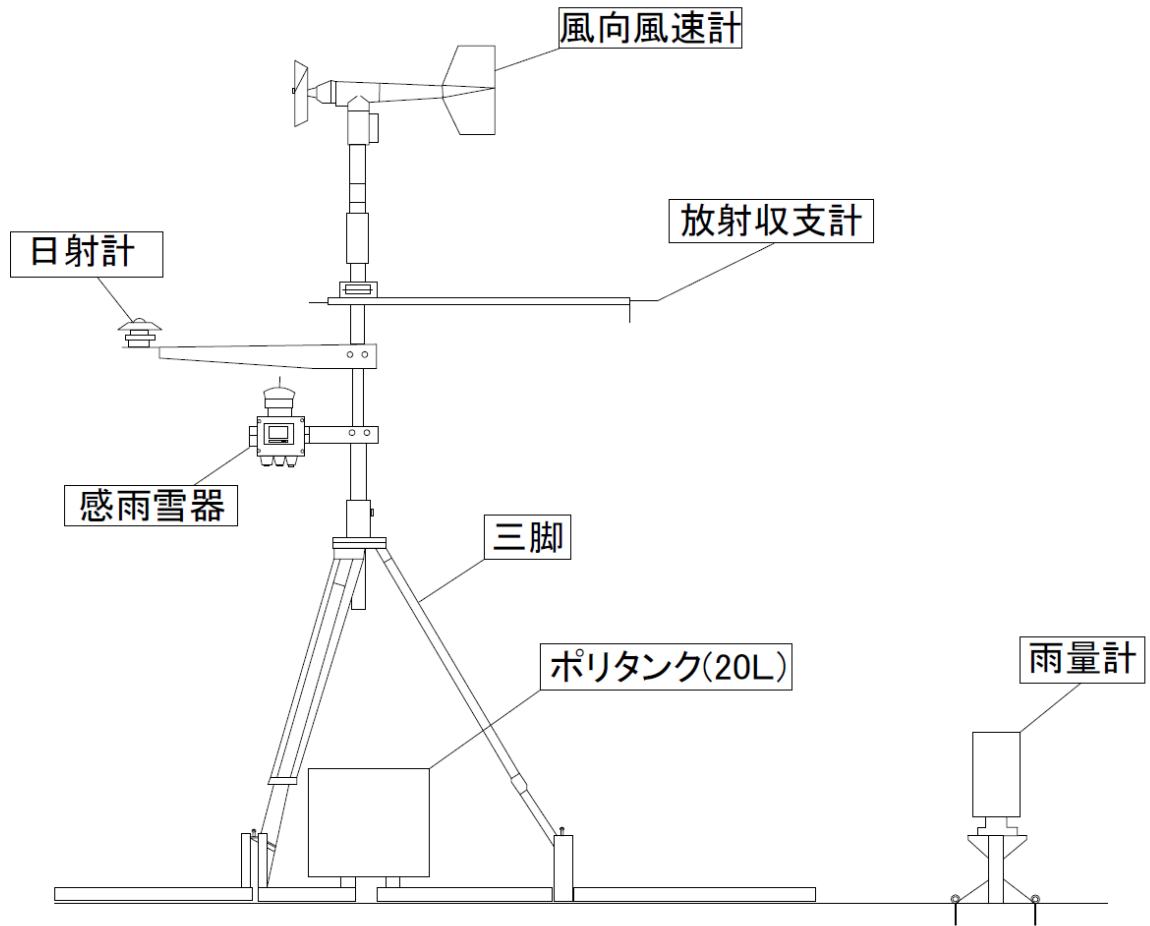 風向風速計
放射収支計
日射計
感雨雪器
三脚
ポリタンク(20L)
雨量計